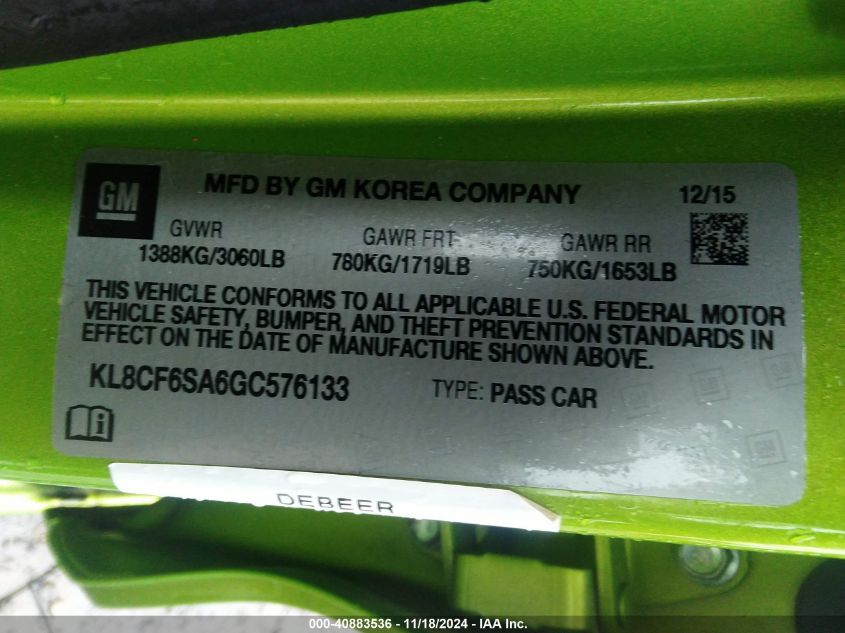 GM
MFD BY GM KOREA COMPANY 12/15
GVWR GAWR FRT GAWR RR
1388KG/3060LB 780KG/1719LB 750KG/1653LB
THIS VEHICLE CONFORMS TO ALL APPLICABLE U.S. FEDERAL MOTOR
VEHICLE SAFETY, BUMPER, AND THEFT PREVENTION STANDARDS IN
EFFECT ON THE DATE OF MANUFACTURE SHOWN ABOVE.
KL8CF6SA6GC576133 TYPE: PASS CAR
GM
DEBEER
000-40883536 - 11/18/2024 - IAA Inc.